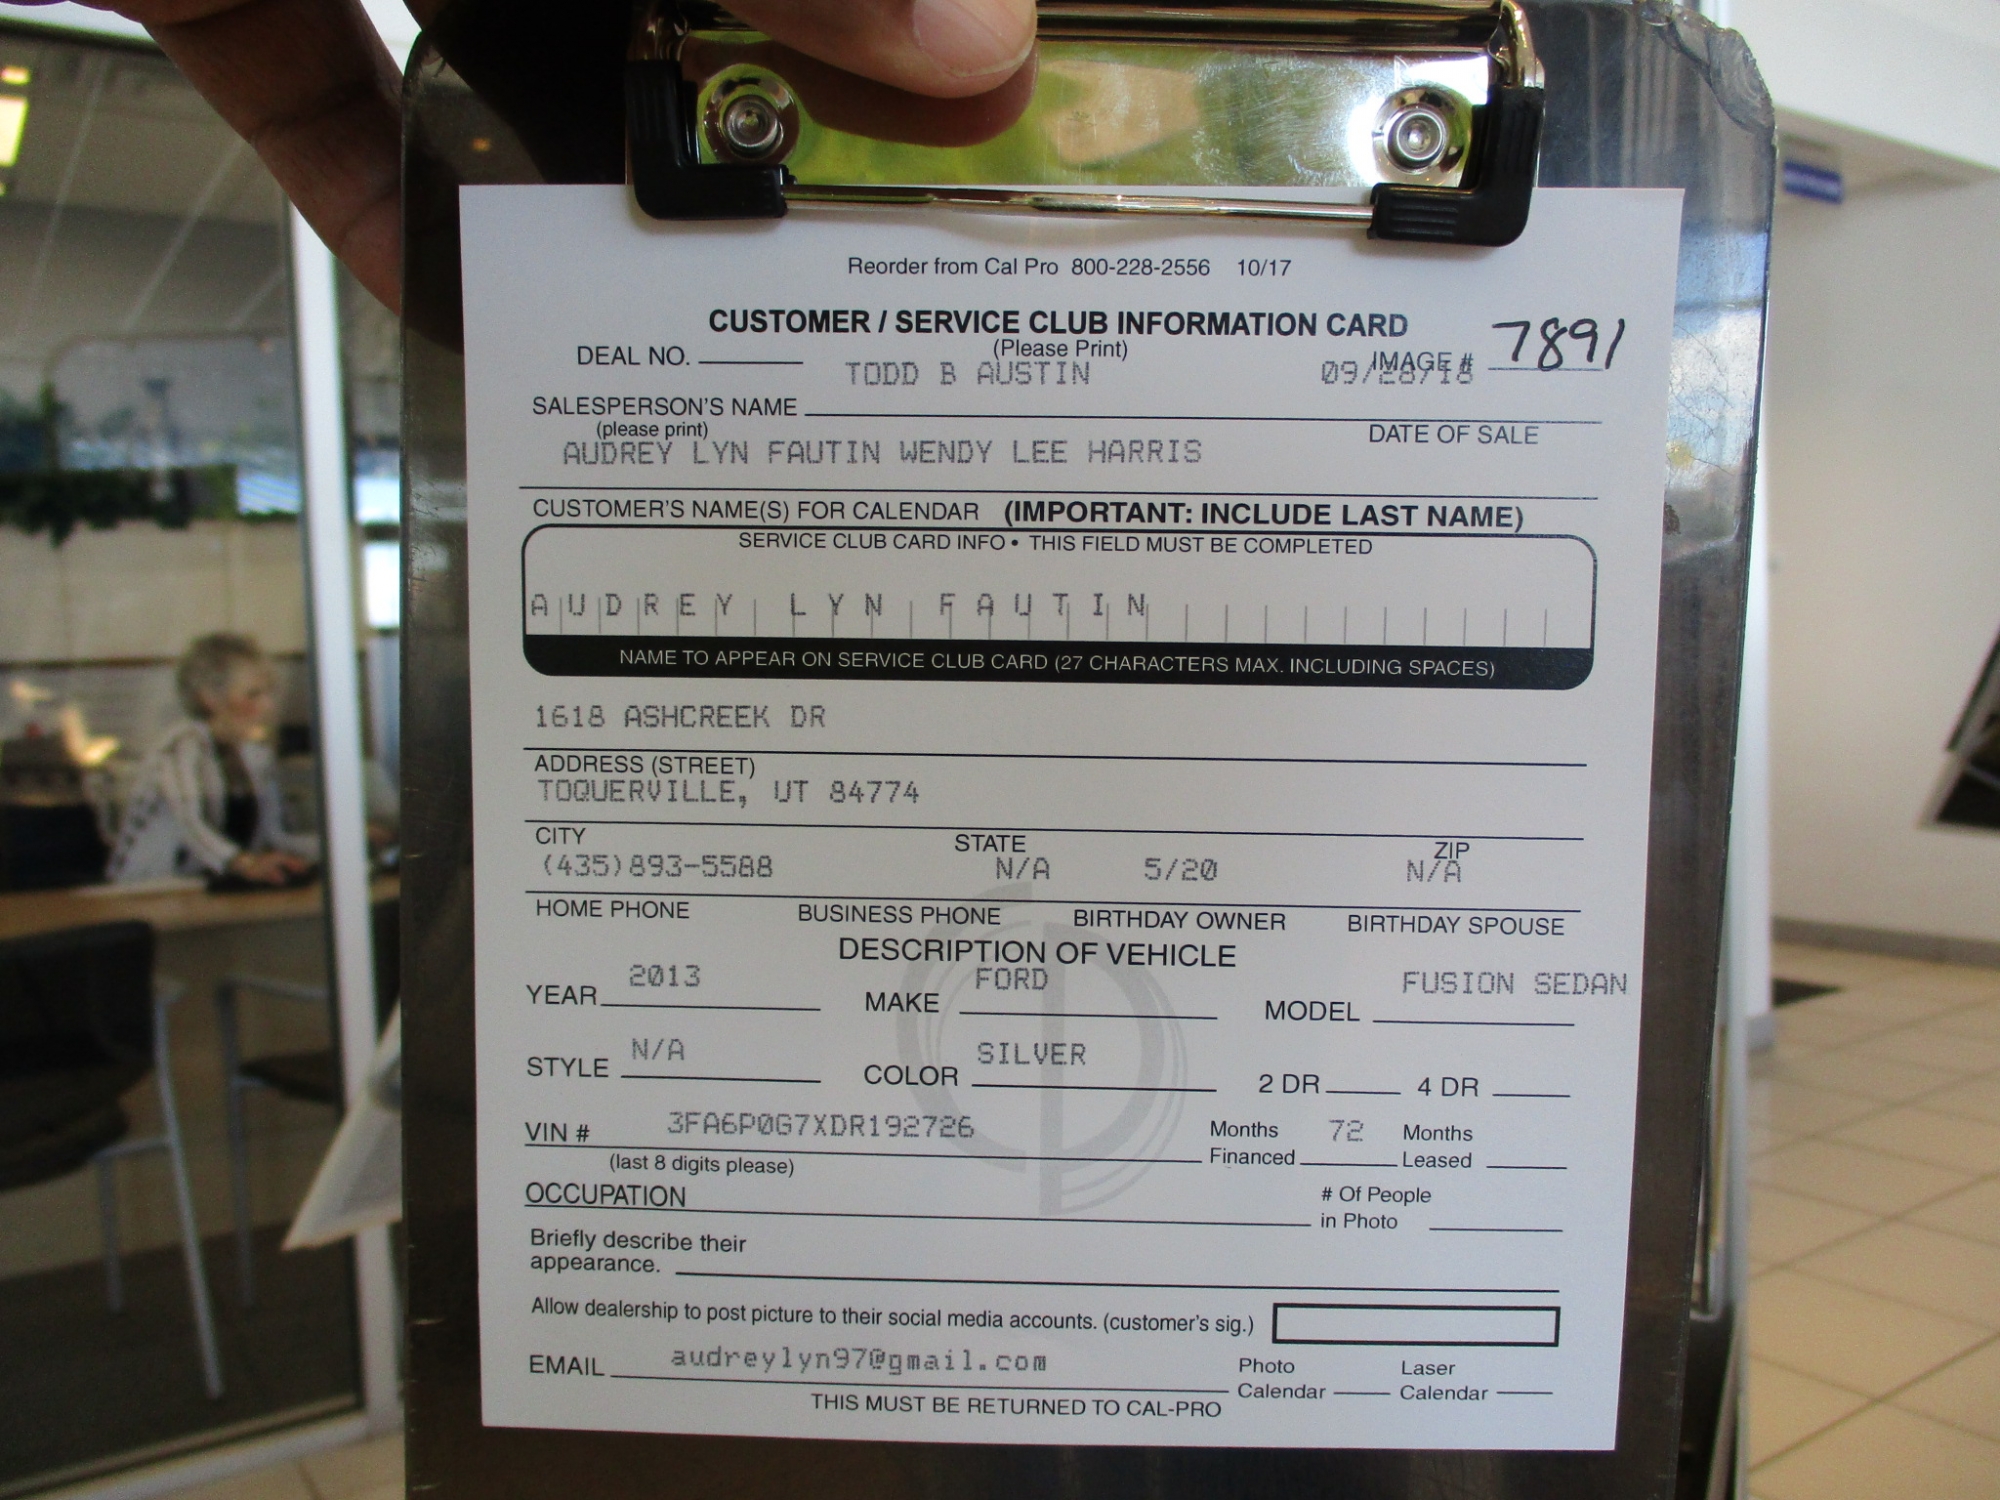 Reorder from Cal Pro 800-228-2556 10/17
CUSTOMER / SERVICE CLUB INFORMATION CARD
(Please Print)
DEAL NO. IMAGE # 7891
TODD B AUSTIN 09/28/18
SALESPERSON'S NAME
(please print) DATE OF SALE
AUDREY LYN FAUTIN WENDY LEE HARRIS
CUSTOMER'S NAME(S) FOR CALENDAR (IMPORTANT: INCLUDE LAST NAME)
SERVICE CLUB CARD INFO • THIS FIELD MUST BE COMPLETED
AUDREY LYN FAUTIN
NAME TO APPEAR ON SERVICE CLUB CARD (27 CHARACTERS MAX. INCLUDING SPACES)
1618 ASHCREEK DR
ADDRESS (STREET)
TOQUERVILLE, UT 84774
CITY STATE ZIP
(435)893-5588 N/A 5/20 N/A
HOME PHONE BUSINESS PHONE BIRTHDAY OWNER BIRTHDAY SPOUSE
DESCRIPTION OF VEHICLE
YEAR 2013 MAKE FORD MODEL FUSION SEDAN
STYLE N/A COLOR SILVER 2 DR 4 DR
VIN # 3FA6P0G7XDR192726 Months Financed 72 Months Leased
(last 8 digits please)
OCCUPATION # Of People in Photo
Briefly describe their
appearance.
Allow dealership to post picture to their social media accounts. (customer's sig.)
EMAIL audreylyn97@gmail.com Photo Calendar Laser Calendar
THIS MUST BE RETURNED TO CAL-PRO